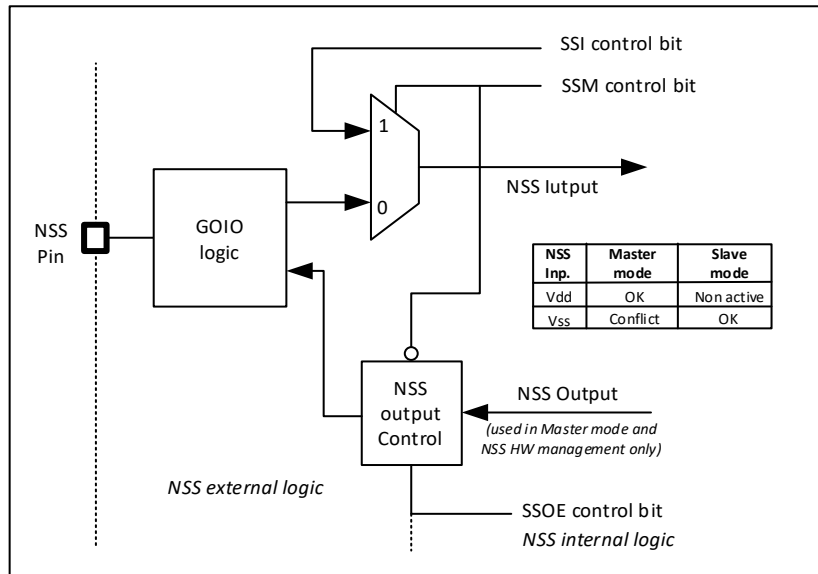 SSI control bit
SSM control bit
1
0
NSS Iutput
NSS
Pin
GOIO
logic
NSS Inp. Master mode Slave mode
Vdd OK Non active
Vss Conflict OK
NSS
output
Control
NSS Output
(used in Master mode and
NSS HW management only)
NSS external logic
SSOE control bit
NSS internal logic